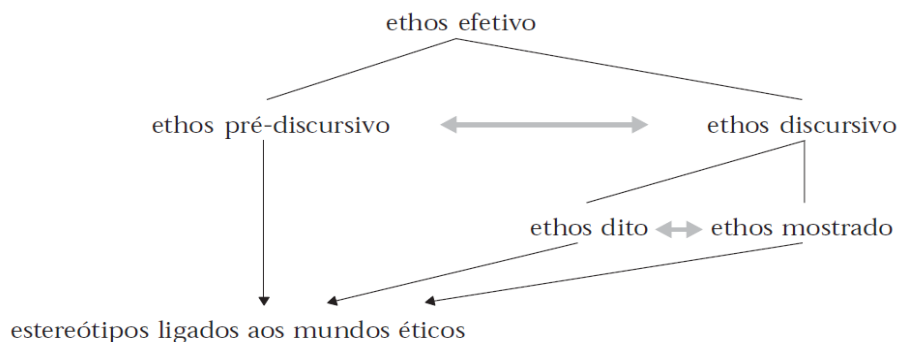 ethos efetivo
ethos pré-discursivo
ethos discursivo
ethos dito
ethos mostrado
estereótipos ligados aos mundos éticos